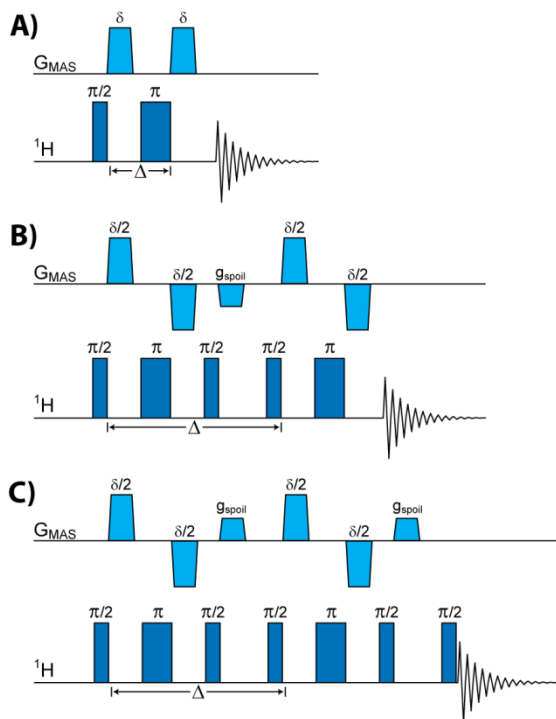 A)
δ δ
G_MAS
π/2 π
¹H
Δ
B)
δ/2 δ/2
δ/2 g_spoil δ/2
G_MAS
π/2 π π/2 π/2 π
¹H
Δ
C)
δ/2 δ/2
δ/2 g_spoil δ/2 g_spoil
G_MAS
π/2 π π/2 π/2 π π/2 π/2
¹H
Δ